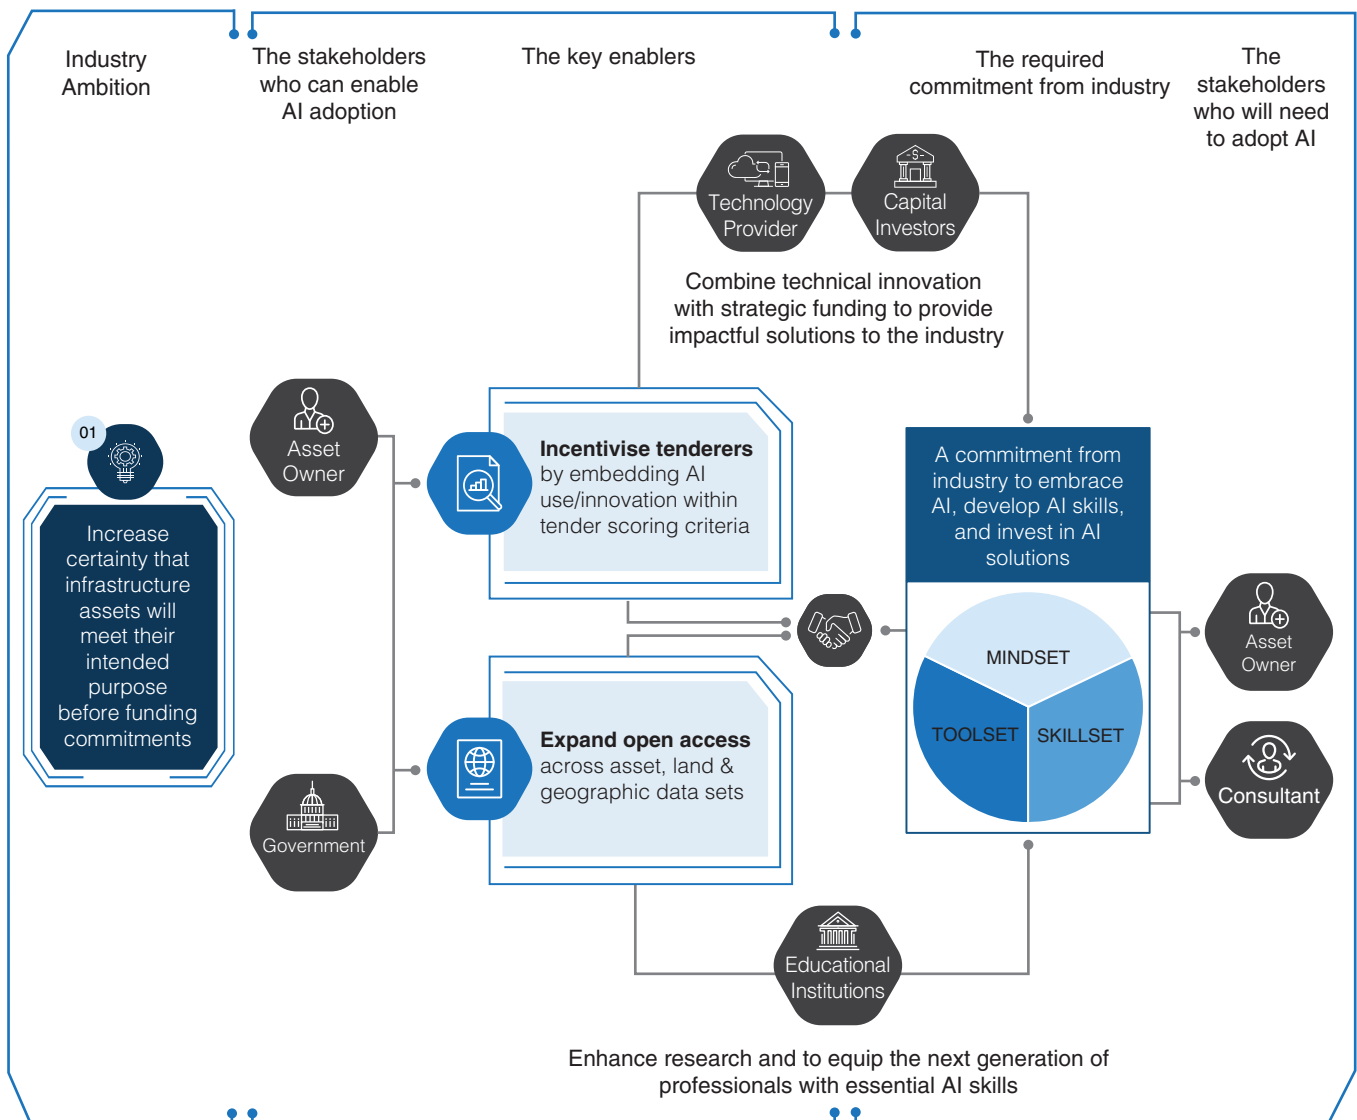 Industry
Ambition
The stakeholders
who can enable
AI adoption
The key enablers
The required
commitment from industry
The
stakeholders
who will need
to adopt AI
Technology
Provider
Capital
Investors
Combine technical innovation
with strategic funding to provide
impactful solutions to the industry
01
Increase
certainty that
infrastructure
assets will
meet their
intended
purpose
before funding
commitments
Asset
Owner
Government
Incentivise tenderers
by embedding AI
use/innovation within
tender scoring criteria
Expand open access
across asset, land &
geographic data sets
A commitment from
industry to embrace
AI, develop AI skills,
and invest in AI
solutions
MINDSET
TOOLSET
SKILLSET
Asset
Owner
Consultant
Educational
Institutions
Enhance research and to equip the next generation of
professionals with essential AI skills